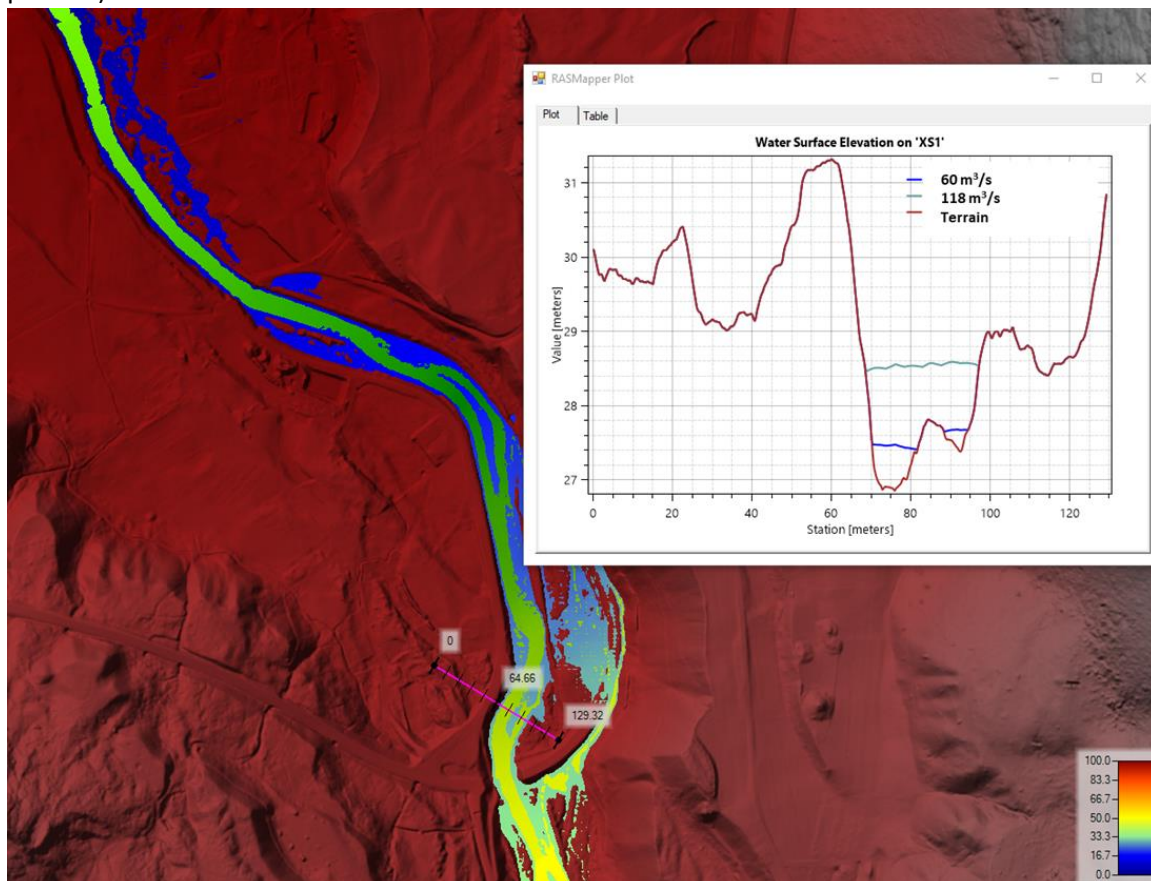 RASMapper Plot
Plot Table
Water Surface Elevation on 'XS1'
60 m³/s
118 m³/s
Terrain
Value [meters]
31
30
29
28
27
0 20 40 60 80 100 120
Station [meters]
0
64.66
129.32
100.0
83.3
66.7
50.0
33.3
16.7
0.0